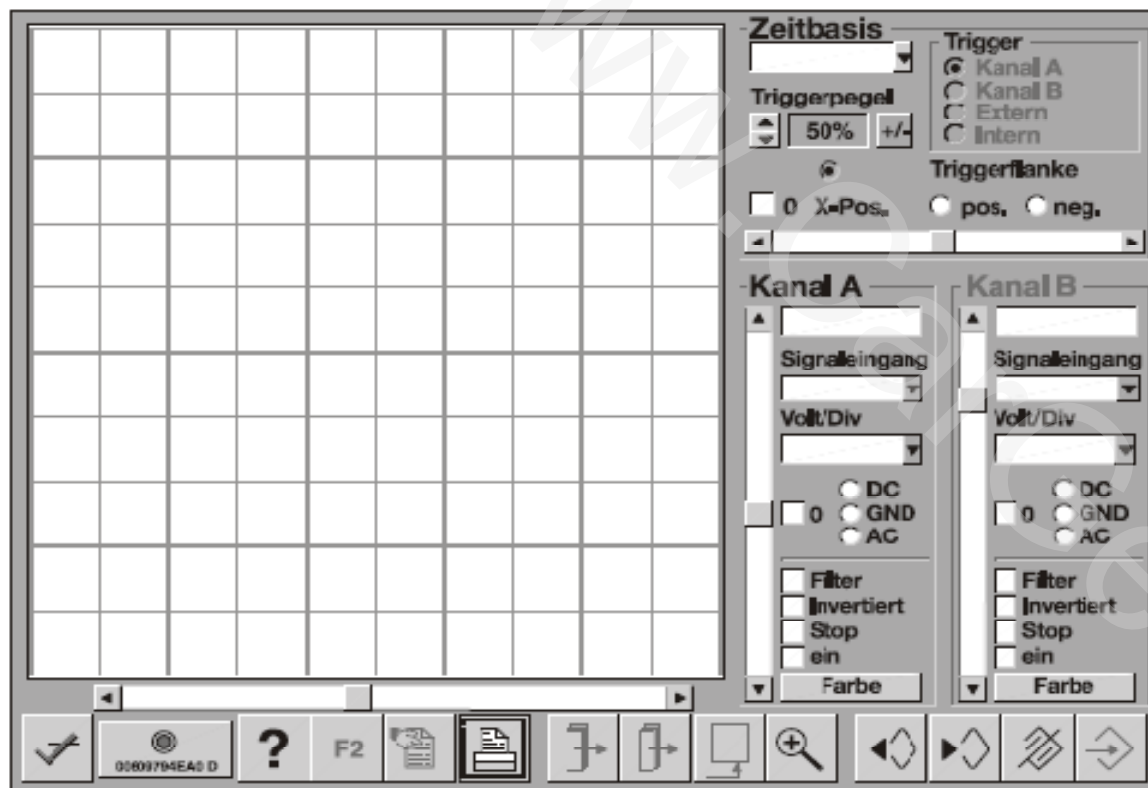 Zeitbasis
Trigger
Kanal A
Kanal B
Extern
Intern
Triggerpegel
50% +/-
Triggerflanke
0 X-Pos. pos. neg.
Kanal A
Signaleingang
Volt/Div
DC
0 GND
AC
Filter
Invertiert
Stop
ein
Farbe
Kanal B
Signaleingang
Volt/Div
DC
0 GND
AC
Filter
Invertiert
Stop
ein
Farbe
? F2